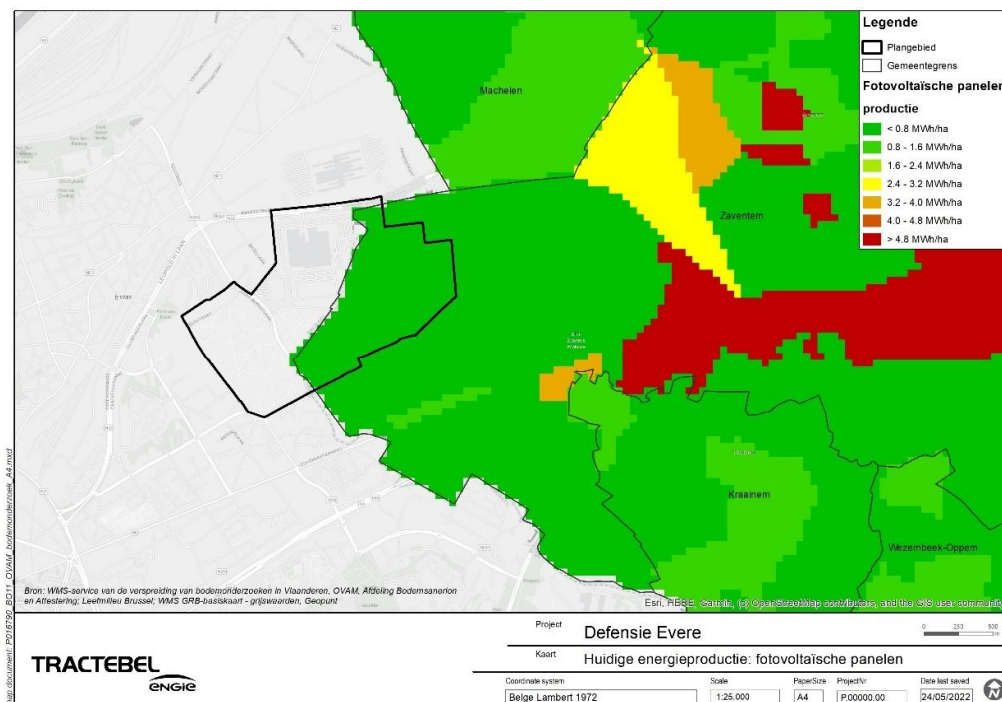 Legende
Plangebied
Gemeentegrens
Fotovoltaïsche panelen
productie
< 0.8 MWh/ha
0.8 - 1.6 MWh/ha
1.6 - 2.4 MWh/ha
2.4 - 3.2 MWh/ha
3.2 - 4.0 MWh/ha
4.0 - 4.8 MWh/ha
> 4.8 MWh/ha
Machelen
Zaventem
Evere
Kraainem
Wezembeek-Oppem
Bron: WMS-service van de verspreiding van bodemonderzoeken in Vlaanderen, OVAM, Afdeling Bodemsanering
en Attestering; Leefmilieu Brussel; WMS GRB-basiskaart - grijswaarden, Geopunt
Esri, HERE, Garmin, (c) OpenStreetMap contributors, and the GIS user communit
map document: P016790_BO11_OVAM_bodemonderzoek_A4.mxd
TRACTEBEL
ENGIE
Project
Defensie Evere
0 250 500
Kaart
Huidige energieproductie: fotovoltaïsche panelen
Coordinate system
Scale
PaperSize
ProjectNr
Date last saved
Belge Lambert 1972
1:25.000
A4
P.00000.00
24/05/2022
N